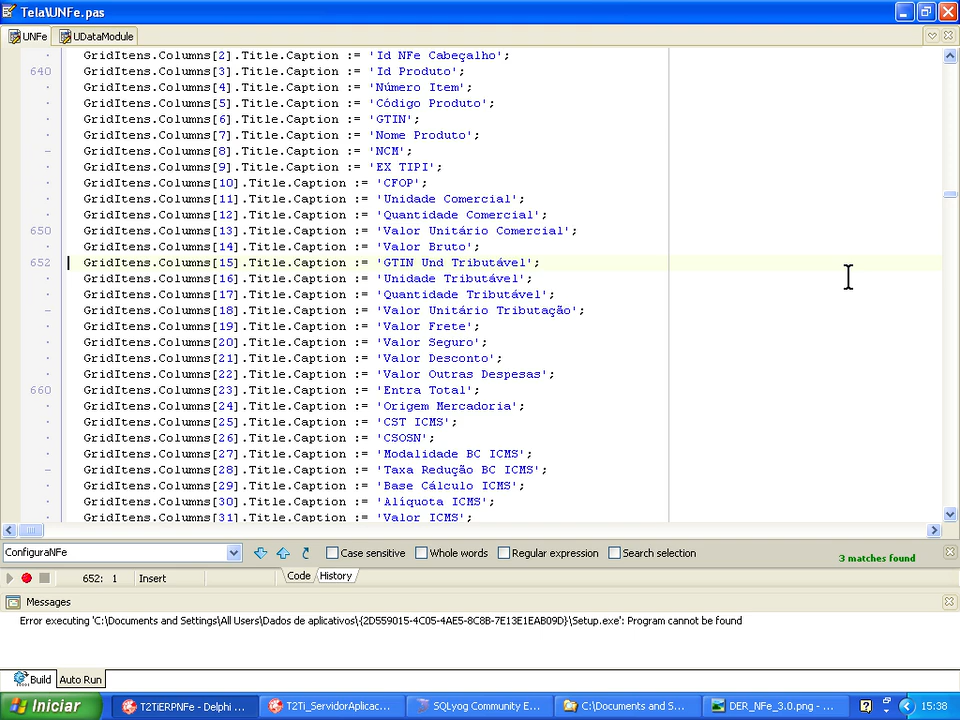 Tela\UNFe.pas
UNFe UDataModule
GridItens.Columns[2].Title.Caption := 'Id NFe Cabeçalho';
640 GridItens.Columns[3].Title.Caption := 'Id Produto';
GridItens.Columns[4].Title.Caption := 'Número Item';
GridItens.Columns[5].Title.Caption := 'Código Produto';
GridItens.Columns[6].Title.Caption := 'GTIN';
GridItens.Columns[7].Title.Caption := 'Nome Produto';
GridItens.Columns[8].Title.Caption := 'NCM';
GridItens.Columns[9].Title.Caption := 'EX TIPI';
GridItens.Columns[10].Title.Caption := 'CFOP';
GridItens.Columns[11].Title.Caption := 'Unidade Comercial';
GridItens.Columns[12].Title.Caption := 'Quantidade Comercial';
650 GridItens.Columns[13].Title.Caption := 'Valor Unitário Comercial';
GridItens.Columns[14].Title.Caption := 'Valor Bruto';
652 GridItens.Columns[15].Title.Caption := 'GTIN Und Tributável';
GridItens.Columns[16].Title.Caption := 'Unidade Tributável';
GridItens.Columns[17].Title.Caption := 'Quantidade Tributável';
GridItens.Columns[18].Title.Caption := 'Valor Unitário Tributação';
GridItens.Columns[19].Title.Caption := 'Valor Frete';
GridItens.Columns[20].Title.Caption := 'Valor Seguro';
GridItens.Columns[21].Title.Caption := 'Valor Desconto';
GridItens.Columns[22].Title.Caption := 'Valor Outras Despesas';
660 GridItens.Columns[23].Title.Caption := 'Entra Total';
GridItens.Columns[24].Title.Caption := 'Origem Mercadoria';
GridItens.Columns[25].Title.Caption := 'CST ICMS';
GridItens.Columns[26].Title.Caption := 'CSOSN';
GridItens.Columns[27].Title.Caption := 'Modalidade BC ICMS';
GridItens.Columns[28].Title.Caption := 'Taxa Redução BC ICMS';
GridItens.Columns[29].Title.Caption := 'Base Cálculo ICMS';
GridItens.Columns[30].Title.Caption := 'Alíquota ICMS';
GridItens.Columns[31].Title.Caption := 'Valor ICMS';
ConfiguraNFe Case sensitive Whole words Regular expression Search selection 3 matches found
652: 1 Insert Code History
Messages
Error executing 'C:\Documents and Settings\All Users\Dados de aplicativos\{2D559015-4C05-4AE5-8C8B-7E13E1EAB09D}\Setup.exe': Program cannot be found
Build Auto Run
Iniciar T2TiERPNFe - Delphi ... T2Ti_ServidorAplicac... SQLyog Community E... C:\Documents and S... DER_NFe_3.0.png - ... 15:38